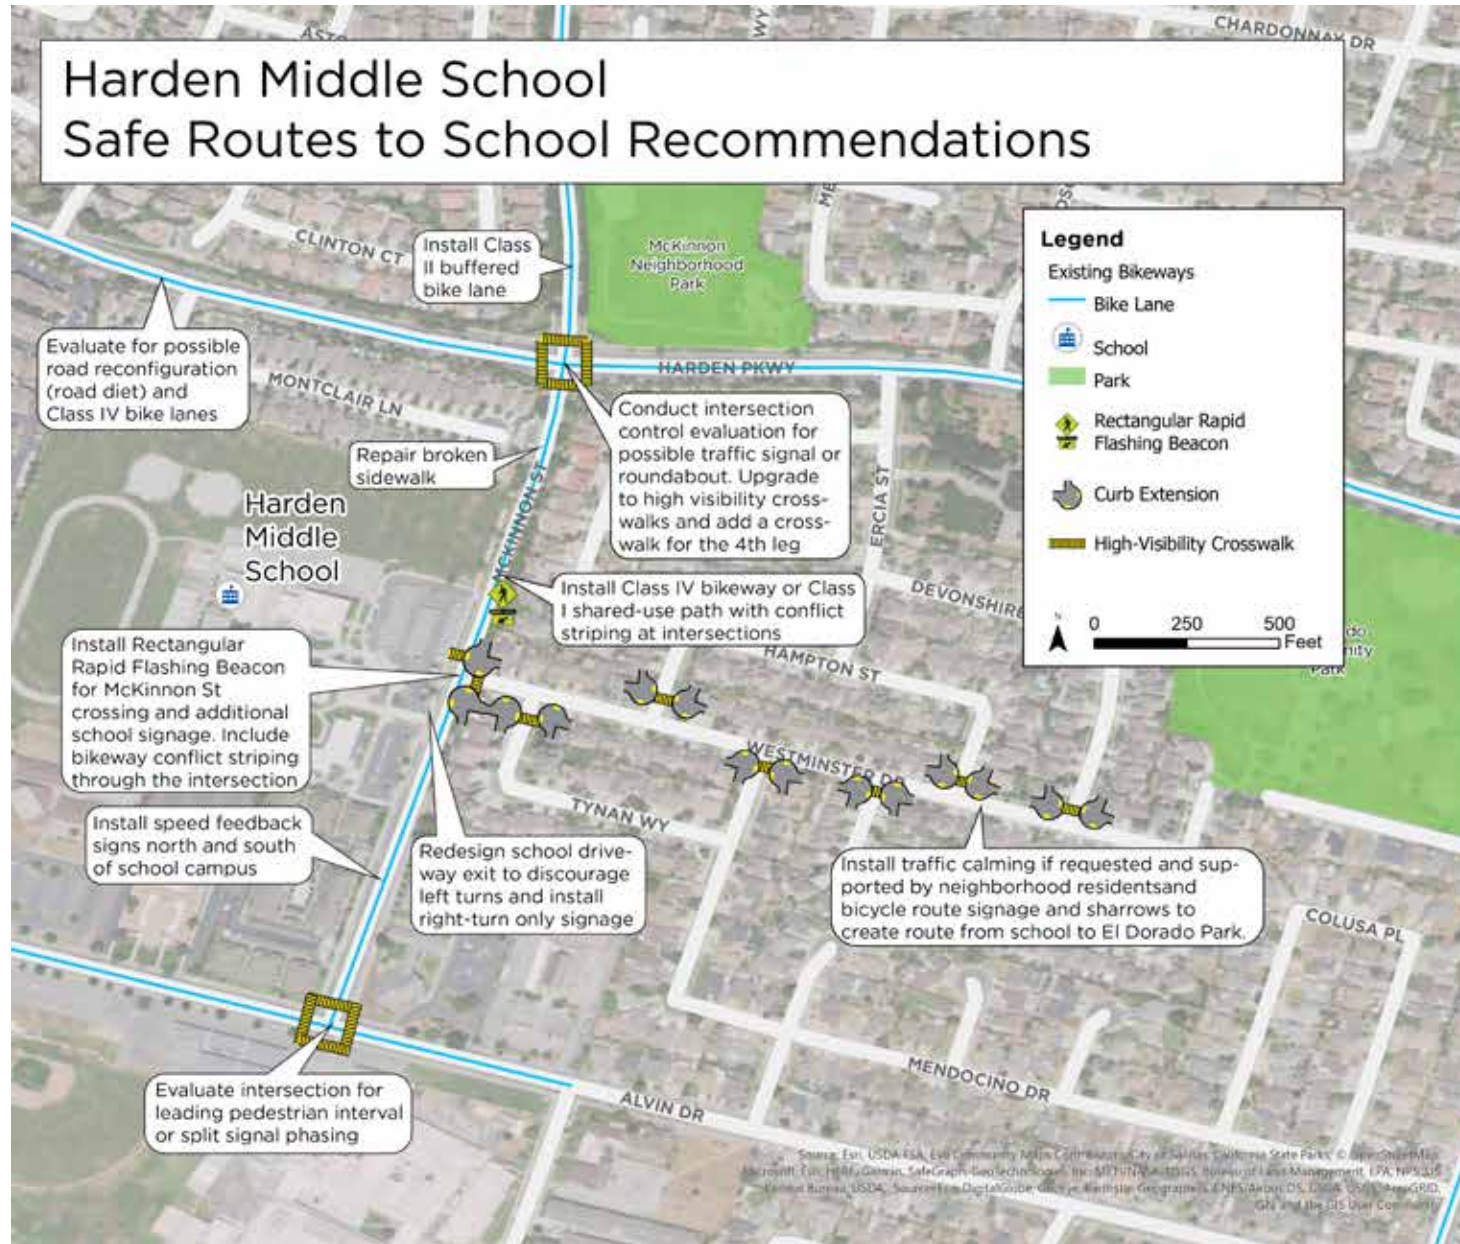 CHARDONNAY DR
WY
Harden Middle School
Safe Routes to School Recommendations
CLINTON CT
Install Class
II buffered
bike lane
McKinnon
Neighborhood
Park
Legend
Existing Bikeways
Bike Lane
School
Park
Rectangular Rapid
Flashing Beacon
Curb Extension
High-Visibility Crosswalk
N
0 250 500
Feet
Evaluate for possible
road reconfiguration
(road diet) and
Class IV bike lanes
MONTCLAIR LN
HARDEN PKWY
Conduct intersection
control evaluation for
possible traffic signal or
roundabout. Upgrade
to high visibility cross-
walks and add a cross-
walk for the 4th leg
Repair broken
sidewalk
MCKINNON ST
ERCIA ST
Harden
Middle
School
Install Class IV bikeway or Class
I shared-use path with conflict
striping at intersections
DEVONSHIRE
HAMPTON ST
Park
Install Rectangular
Rapid Flashing Beacon
for McKinnon St
crossing and additional
school signage. Include
bikeway conflict striping
through the intersection
WESTMINSTER DR
TYNAN WY
Install speed feedback
signs north and south
of school campus
Redesign school drive-
way exit to discourage
left turns and install
right-turn only signage
Install traffic calming if requested and sup-
ported by neighborhood residentsand
bicycle route signage and sharrows to
create route from school to El Dorado Park.
COLUSA PL
MENDOCINO DR
ALVIN DR
Evaluate intersection for
leading pedestrian interval
or split signal phasing